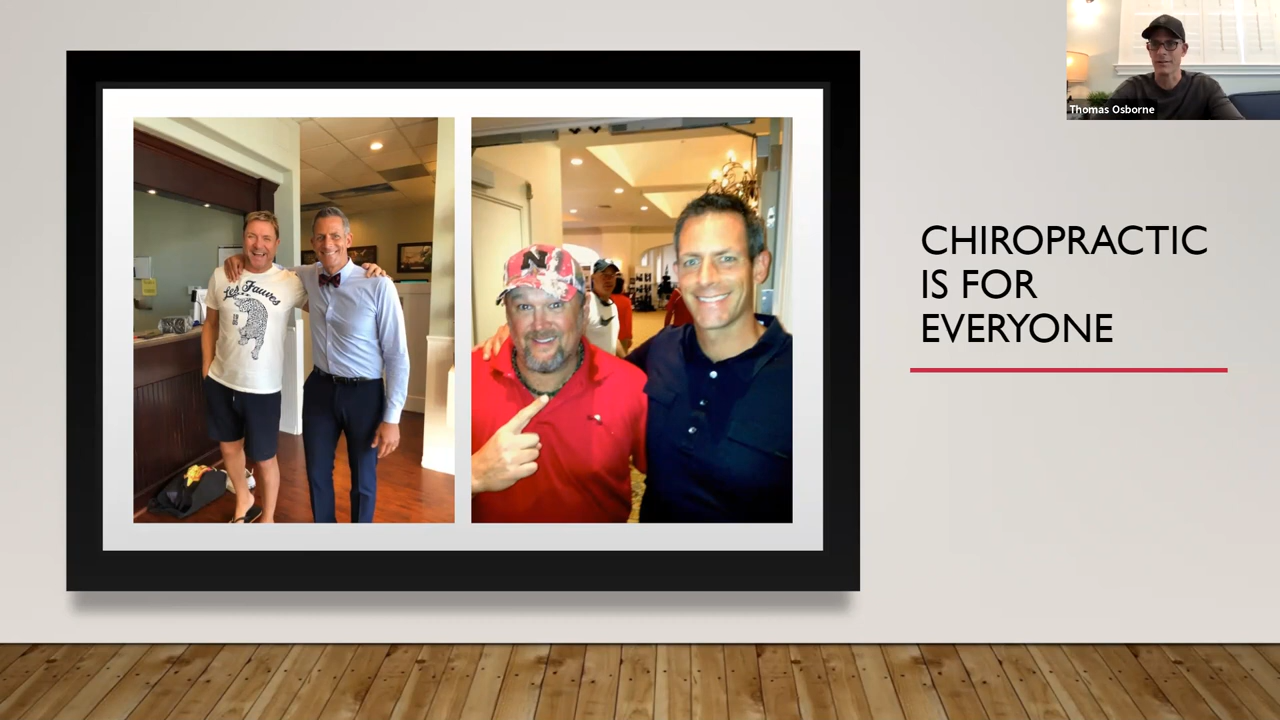 Thomas Osborne
CHIROPRACTIC
IS FOR
EVERYONE
Les Fauves
N